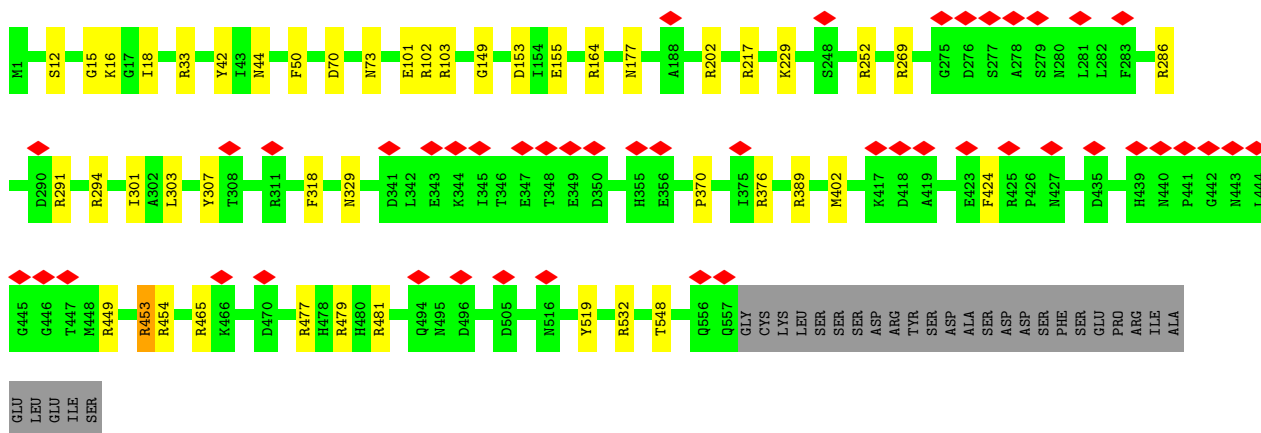 M1 S12 G15 K16 G17 I18 R33 Y42 I43 N44 F50 D70 N73 E101 R102 R103 G149 D153 I154 E155 R164 N177 A188 R202 R217 K229 S248 R252 R269 G275 D276 S277 A278 S279 N280 L281 L282 F283 R286
D290 R291 R294 I301 A302 L303 Y307 T308 R311 F318 N329 D341 L342 E343 K344 I345 T346 E347 T348 E349 D350 H355 E356 P370 I375 R376 R389 M402 K417 D418 A419 E423 F424 R425 P426 N427 D435 H439 N440 P441 G442 N443 L444
G445 G446 T447 M448 R449 R453 R454 R465 K466 D470 R477 H478 R479 H480 R481 Q494 N495 D496 D505 N516 Y519 R532 T548 Q556 Q557 GLY CYS LYS LEU SER SER SER ASP ARG TYR SER ASP ALA SER ASP ASP SER PHE SER GLU PRO ARG ILE ALA
GLU LEU GLU ILE SER